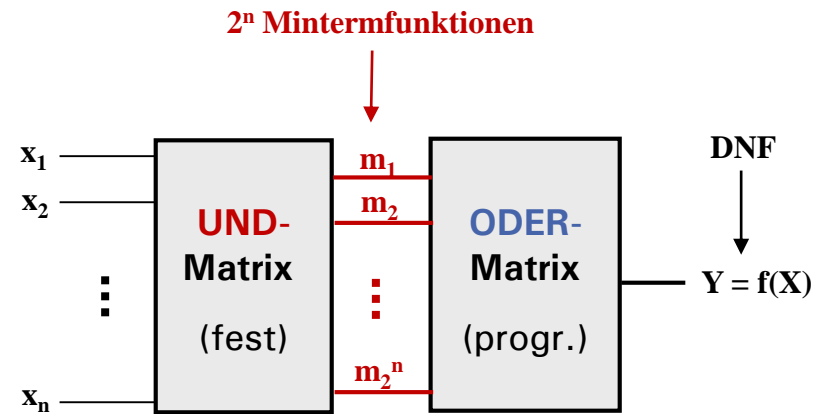 2ⁿ Mintermfunktionen
x₁
x₂
⋮
xₙ
UND-
Matrix
(fest)
m₁
m₂
⋮
m₂ⁿ
ODER-
Matrix
(progr.)
DNF
Y = f(X)